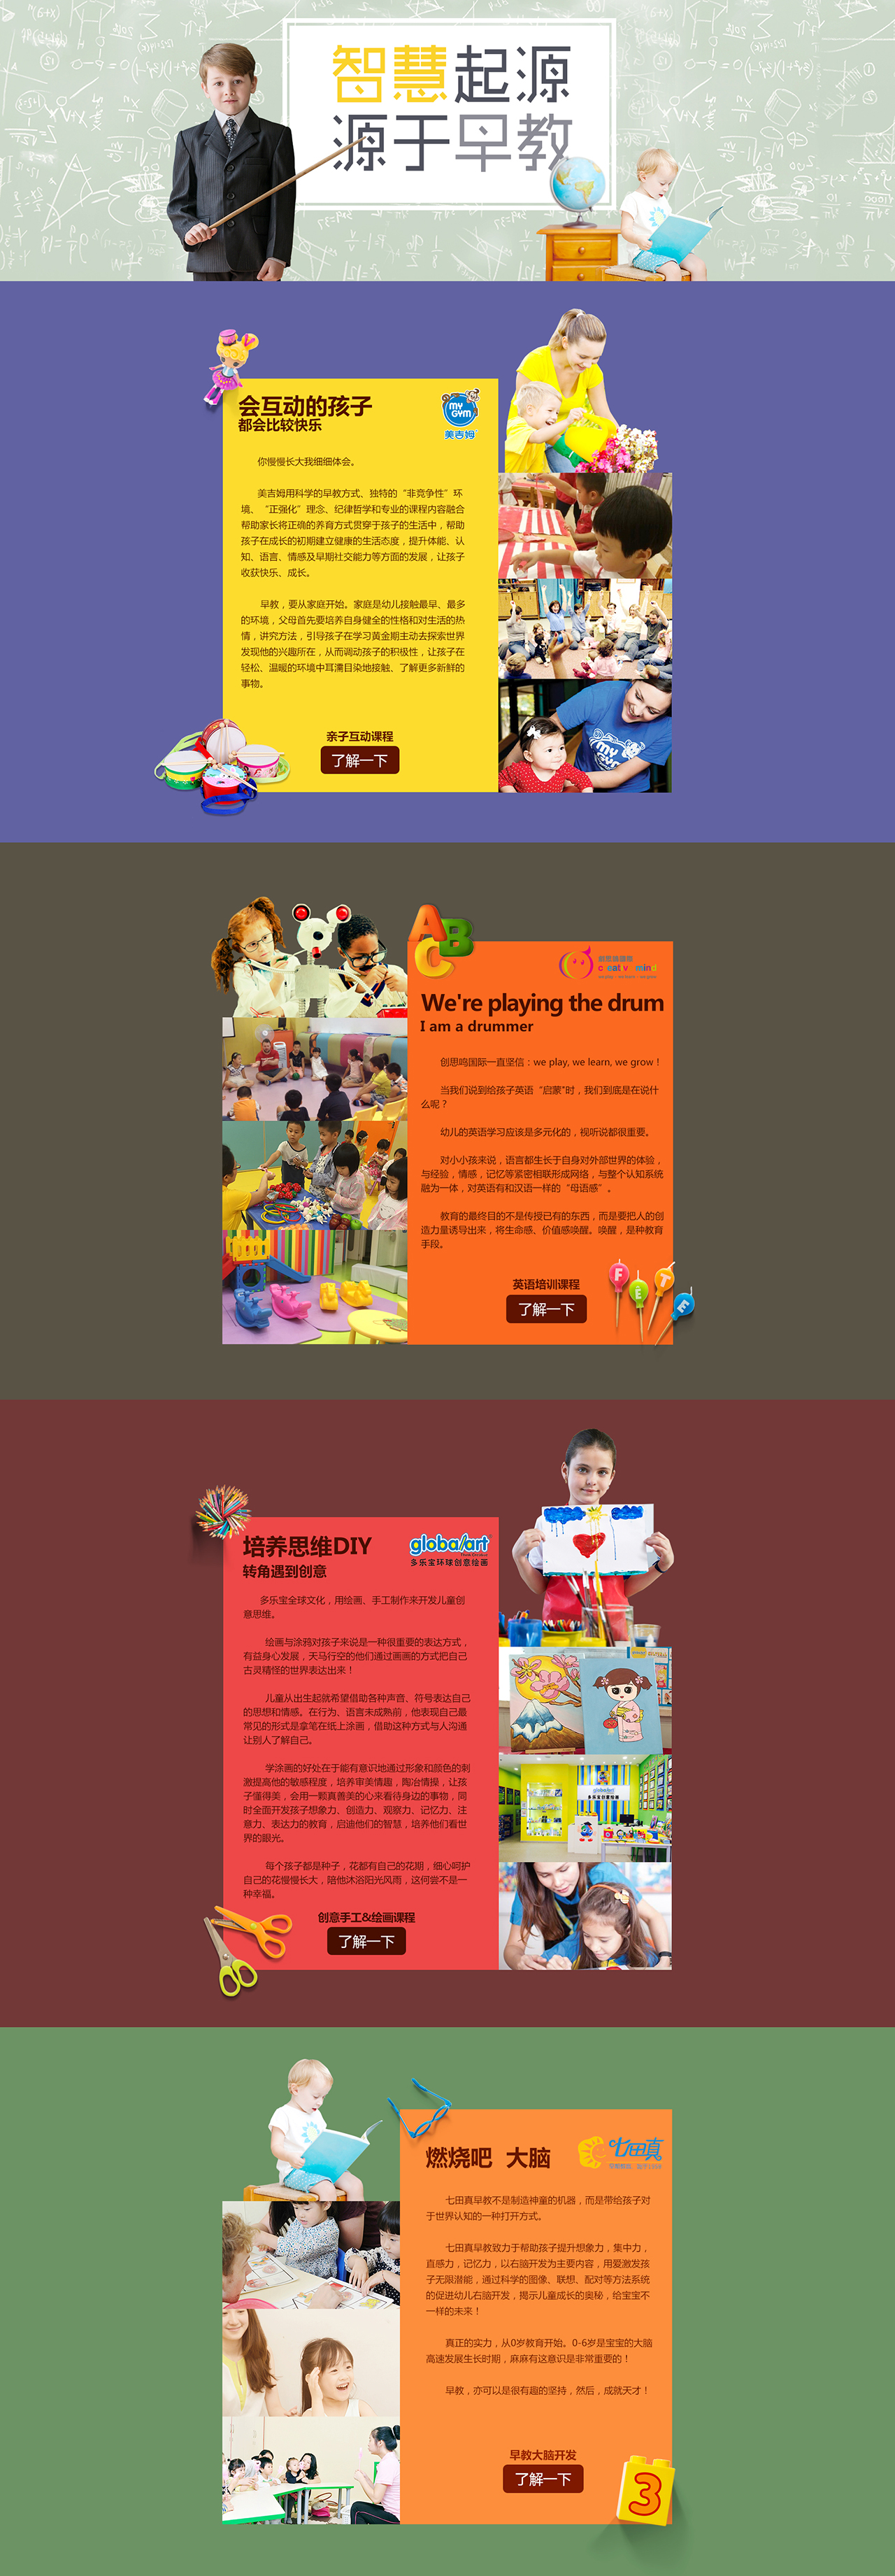 智慧起源
源于早教
会互动的孩子
都会比较快乐
MY GYM
美吉姆
你慢慢长大我细细体会。
美吉姆用科学的早教方式、独特的“非竞争性”环
境、“正强化”理念、纪律哲学和专业的课程内容融合
帮助家长将正确的养育方式贯穿于孩子的生活中，帮助
孩子在成长的初期建立健康的生活态度，提升体能、认
知、语言、情感及早期社交能力等方面的发展，让孩子
收获快乐、成长。
早教，要从家庭开始。家庭是幼儿接触最早、最多
的环境，父母首先要培养自身健全的性格和对生活的热
情，讲究方法，引导孩子在学习黄金期主动去探索世界
发现他的兴趣所在，从而调动孩子的积极性，让孩子在
轻松、温暖的环境中耳濡目染地接触、了解更多新鲜的
事物。
亲子互动课程
了解一下
my gym
ABC
creative mind
We're playing the drum
I am a drummer
创思鸣国际一直坚信：we play, we learn, we grow！
当我们说到给孩子英语“启蒙”时，我们到底是在说什
么呢？
幼儿的英语学习应该是多元化的，视听说都很重要。
对小小孩来说，语言都生长于自身对外部世界的体验，
与经验，情感，记忆等紧密相联形成网络，与整个认知系统
融为一体，对英语有和汉语一样的“母语感”。
教育的最终目的不是传授已有的东西，而是要把人的创
造力量诱导出来，将生命感、价值感唤醒。唤醒，是种教育
手段。
英语培训课程
了解一下
F E T E
培养思维DIY
转角遇到创意
globalart
多乐宝环球创意绘画
多乐宝全球文化，用绘画、手工制作来开发儿童创
意思维。
绘画与涂鸦对孩子来说是一种很重要的表达方式，
有益身心发展，天马行空的他们通过画画的方式把自己
古灵精怪的世界表达出来！
儿童从出生起就希望借助各种声音、符号表达自己
的思想和情感。在行为、语言末成熟前，他表现自己最
常见的形式是拿笔在纸上涂画，借助这种方式与人沟通
让别人了解自己。
学涂画的好处在于能有意识地通过形象和颜色的刺
激提高他的敏感程度，培养审美情趣，陶冶情操，让孩
子懂得美，会用一颗真善美的心来看待身边的事物，同
时全面开发孩子想象力、创造力、观察力、记忆力、注
意力、表达力的教育，启迪他们的智慧，培养他们看世
界的眼光。
每个孩子都是种子，花都有自己的花期，细心呵护
自己的花慢慢长大，陪他沐浴阳光风雨，这何尝不是一
种幸福。
创意手工&绘画课程
了解一下
globalart
燃烧吧 大脑
七田真
七田真早教不是制造神童的机器，而是带给孩子对
于世界认知的一种打开方式。
七田真早教致力于帮助孩子提升想象力，集中力，
直感力，记忆力，以右脑开发为主要内容，用爱激发孩
子无限潜能，通过科学的图像、联想、配对等方法系统
的促进幼儿右脑开发，揭示儿童成长的奥秘，给宝宝不
一样的未来！
真正的实力，从0岁教育开始。0-6岁是宝宝的大脑
高速发展生长时期，麻麻有这意识是非常重要的！
早教，亦可以是很有趣的坚持，然后，成就天才！
早教大脑开发
了解一下
3